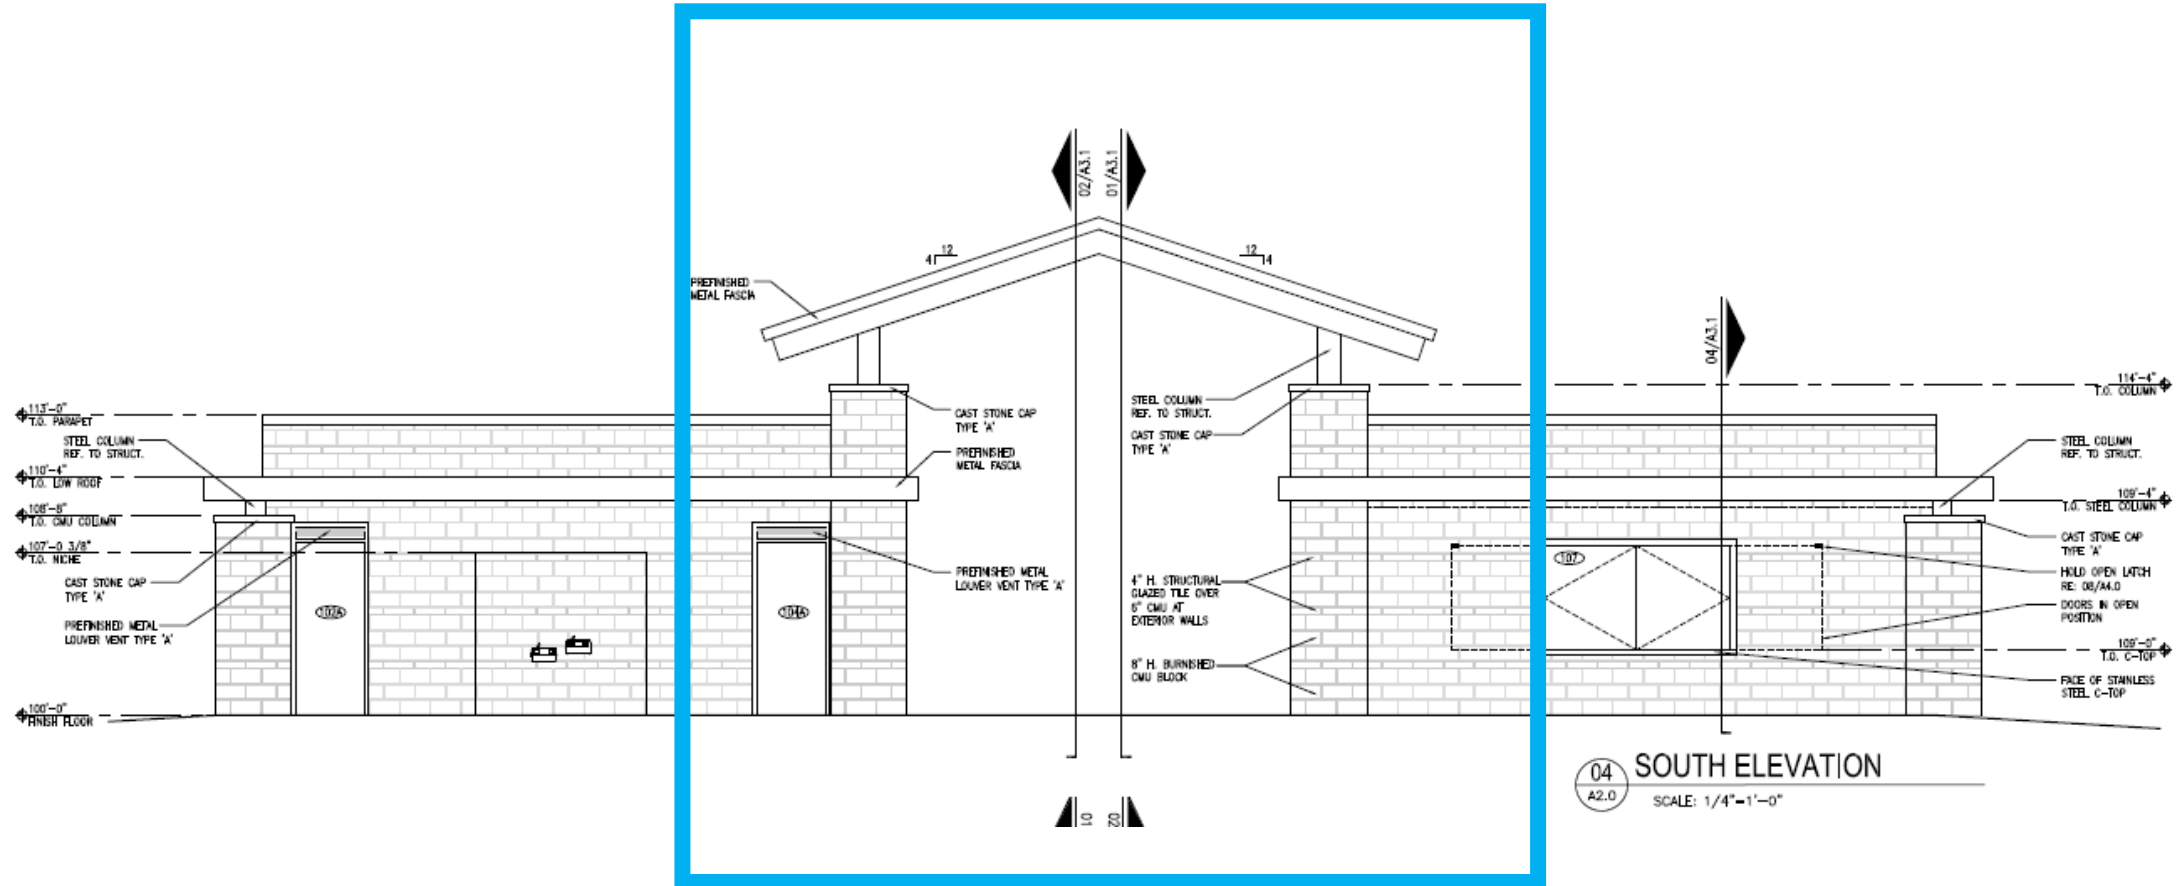 02/A3.1
01/A3.1
12
4
12
4
PREFINISHED
METAL FASCIA
04/A3.1
113'-0"
T.O. PARAPET
STEEL COLUMN
REF. TO STRUCT.
110'-4"
T.O. LOW ROOF
108'-8"
T.O. CMU COLUMN
107'-0 3/8"
T.O. NICHE
CAST STONE CAP
TYPE 'A'
PREFINISHED METAL
LOUVER VENT TYPE 'A'
100'-0"
FINISH FLOOR
102A
104A
CAST STONE CAP
TYPE 'A'
PREFINISHED
METAL FASCIA
PREFINISHED METAL
LOUVER VENT TYPE 'A'
STEEL COLUMN
REF. TO STRUCT.
CAST STONE CAP
TYPE 'A'
4" H. STRUCTURAL
GLAZED TILE OVER
6" CMU AT
EXTERIOR WALLS
8" H. BURNISHED
CMU BLOCK
107
114'-4"
T.O. COLUMN
STEEL COLUMN
REF. TO STRUCT.
109'-4"
T.O. STEEL COLUMN
CAST STONE CAP
TYPE 'A'
HOLD OPEN LATCH
RE: 08/A4.0
DOORS IN OPEN
POSITION
109'-0"
T.O. C-TOP
FACE OF STAINLESS
STEEL C-TOP
04
A2.0
SOUTH ELEVATION
SCALE: 1/4"=1'-0"
01
02